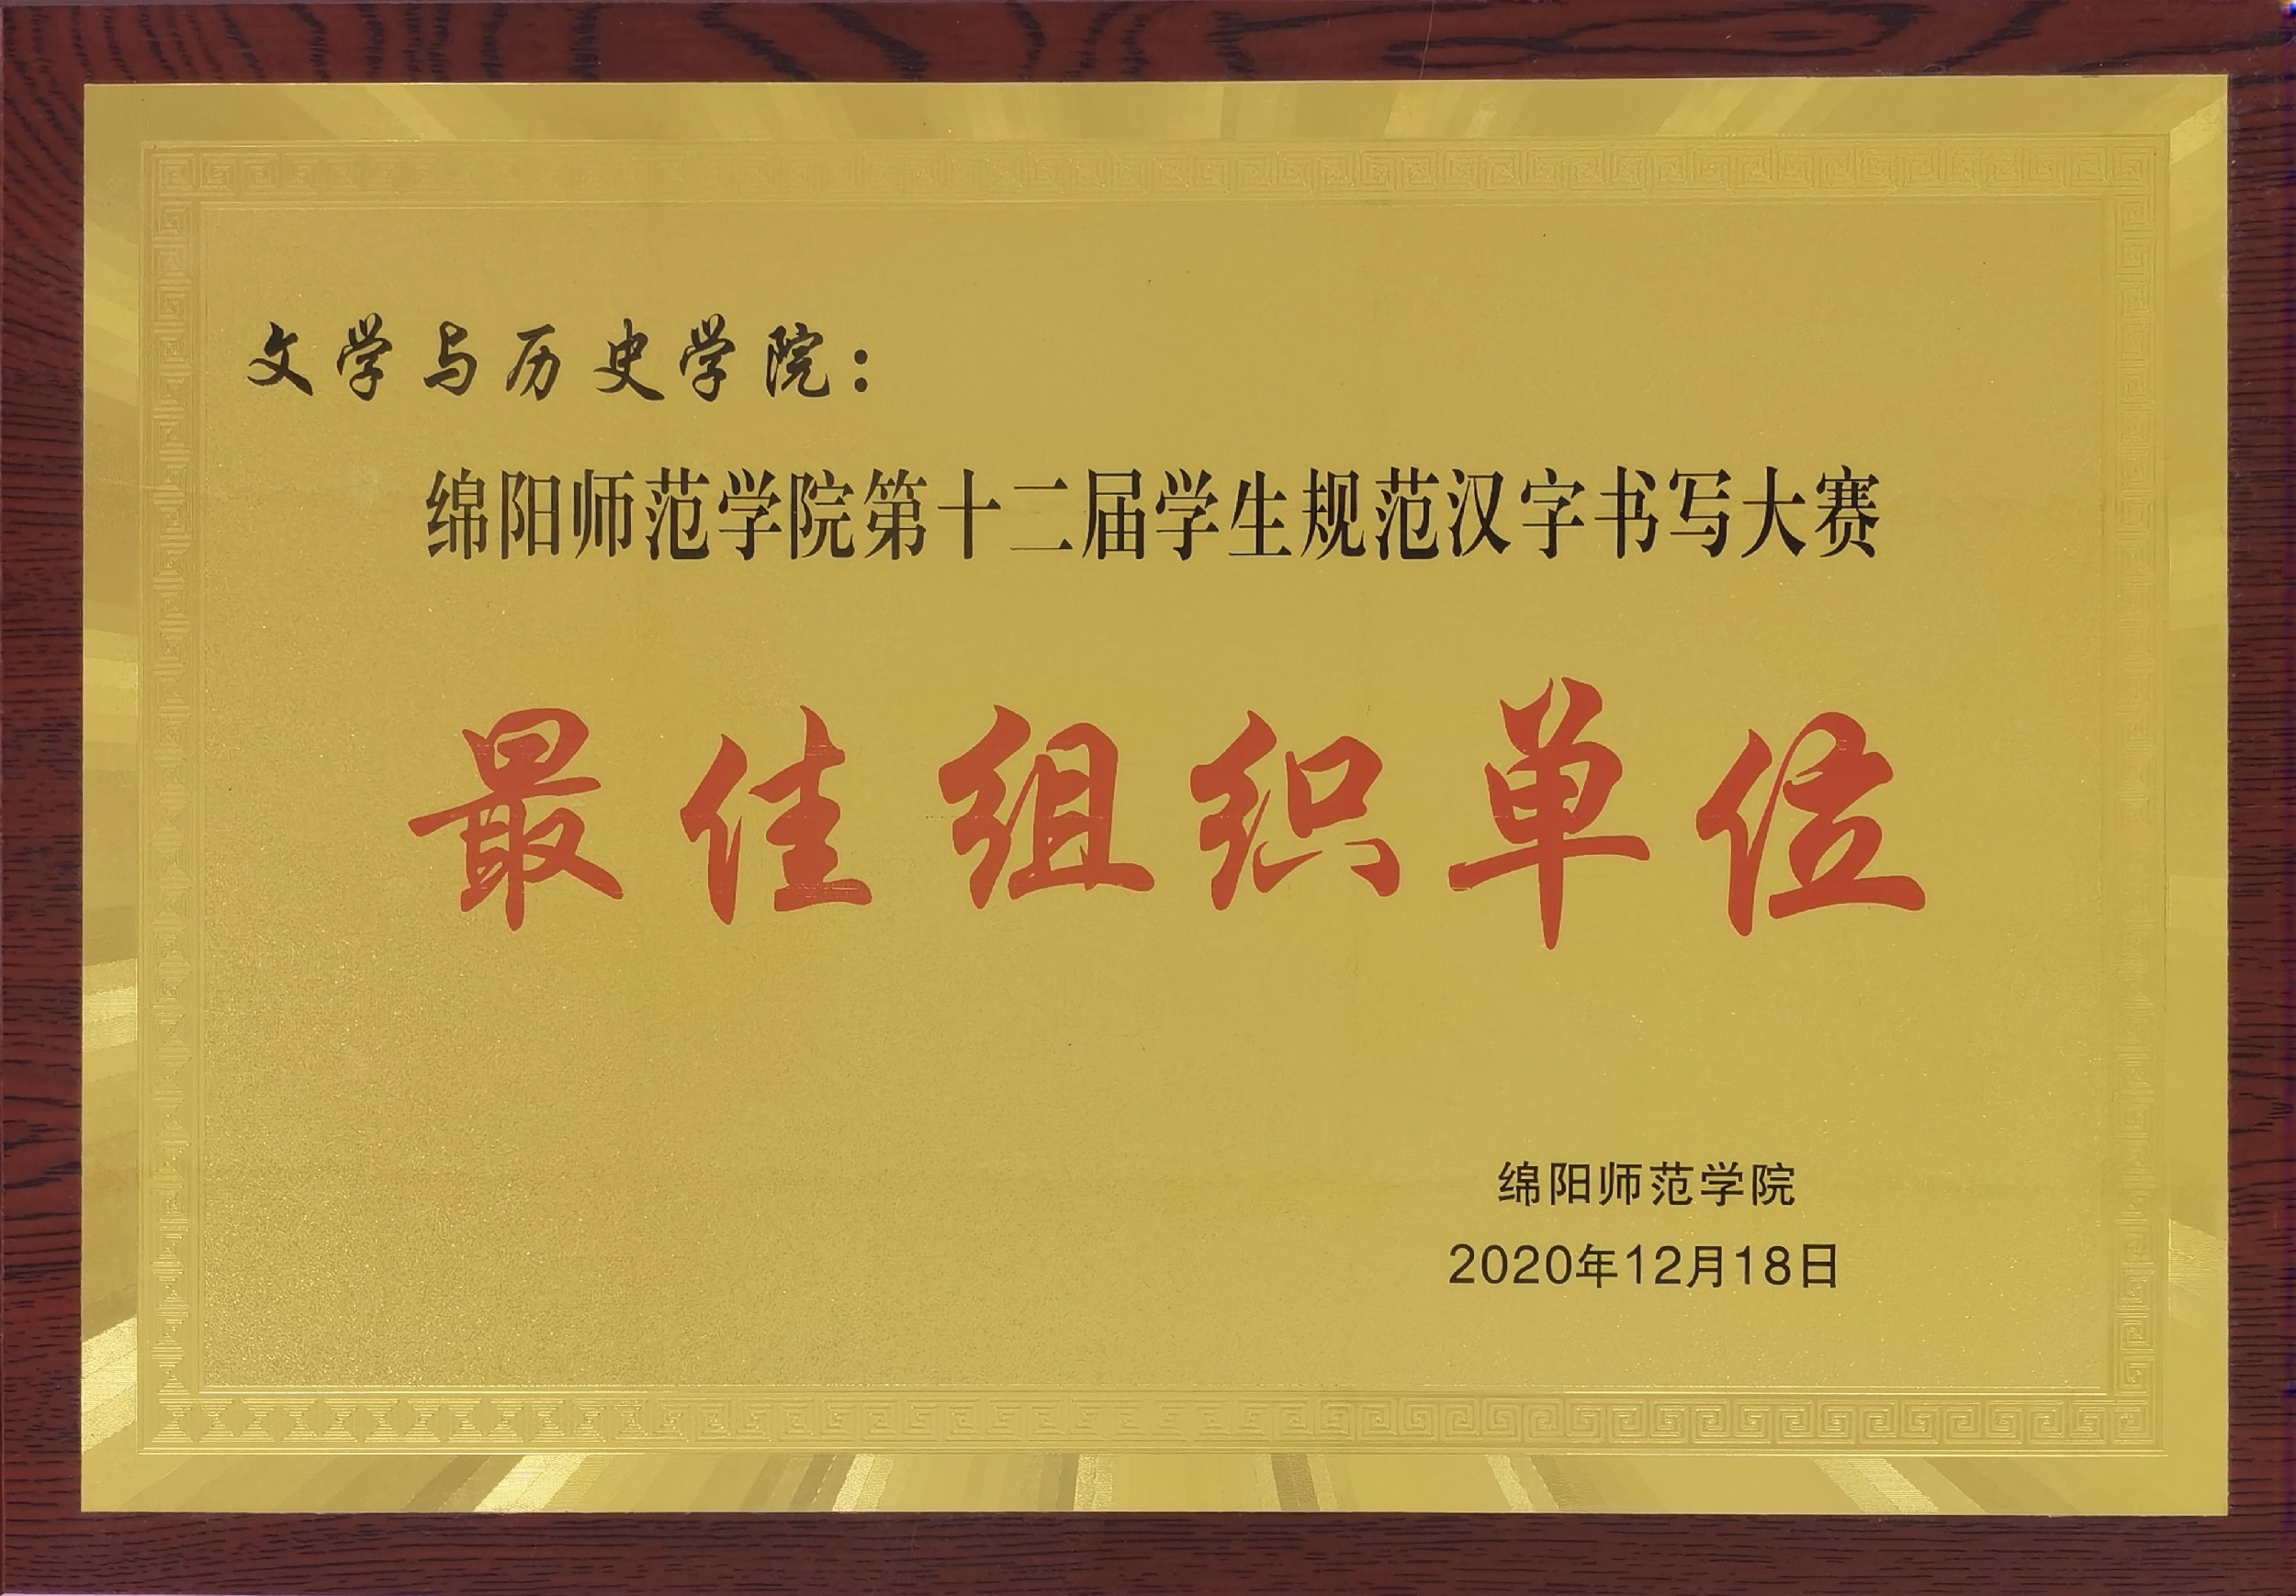 文学与历史学院：
绵阳师范学院第十二届学生规范汉字书写大赛
最佳组织单位
绵阳师范学院
2020年12月18日